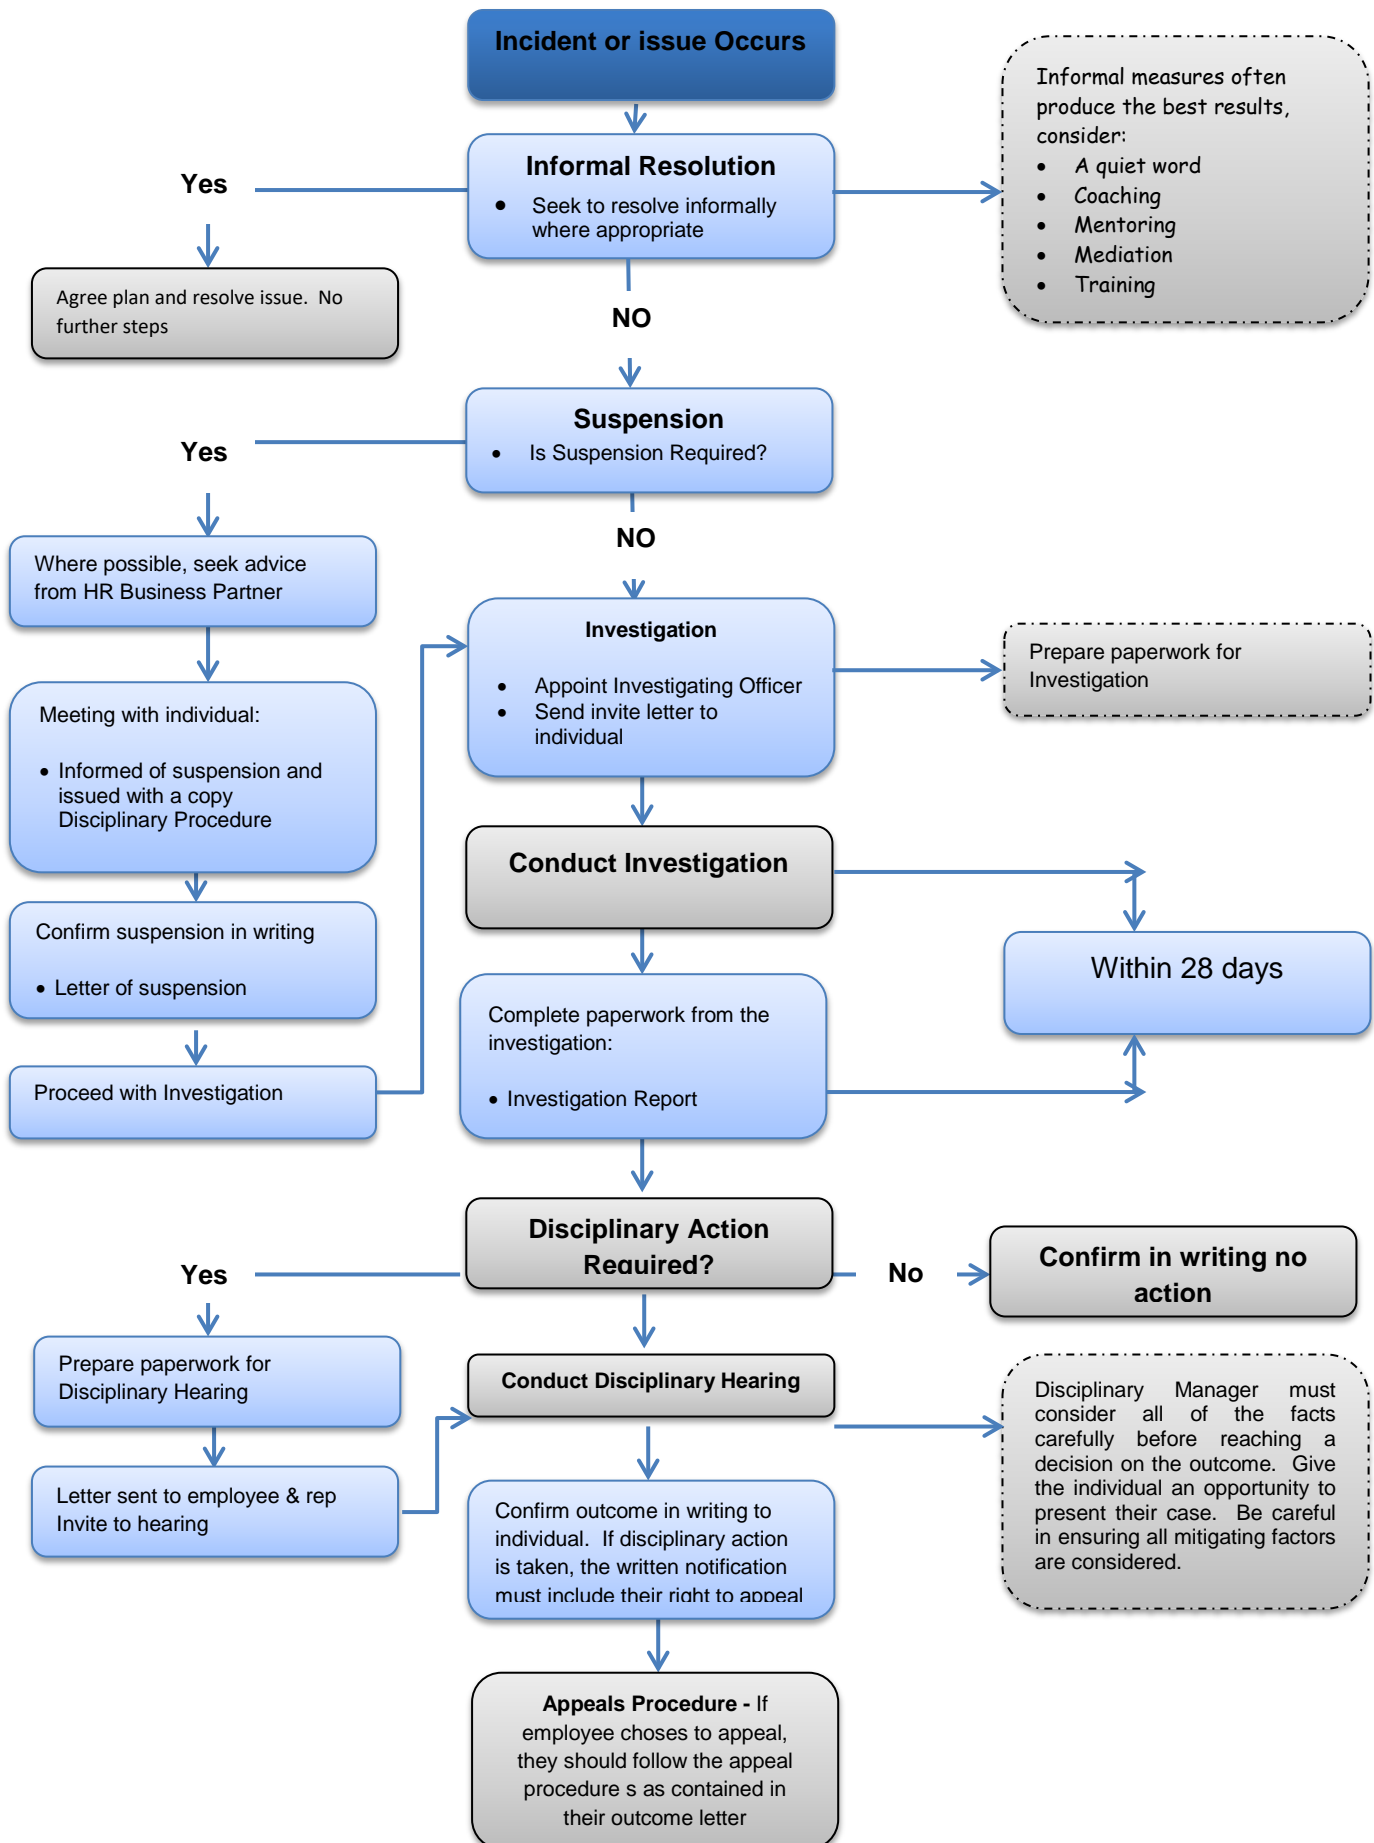 Incident or issue Occurs
Informal measures often
produce the best results,
consider:
• A quiet word
• Coaching
• Mentoring
• Mediation
• Training
Informal Resolution
• Seek to resolve informally
where appropriate
Yes
Agree plan and resolve issue.  No
further steps
NO
Suspension
• Is Suspension Required?
Yes
NO
Where possible, seek advice
from HR Business Partner
Investigation
• Appoint Investigating Officer
• Send invite letter to
individual
Prepare paperwork for
Investigation
Meeting with individual:
• Informed of suspension and
issued with a copy
Disciplinary Procedure
Conduct Investigation
Confirm suspension in writing
• Letter of suspension
Within 28 days
Complete paperwork from the
investigation:
• Investigation Report
Proceed with Investigation
Disciplinary Action
Required?
Yes
No
Confirm in writing no
action
Prepare paperwork for
Disciplinary Hearing
Conduct Disciplinary Hearing
Disciplinary Manager must
consider all of the facts
carefully before reaching a
decision on the outcome.  Give
the individual an opportunity to
present their case.  Be careful
in ensuring all mitigating factors
are considered.
Letter sent to employee & rep
Invite to hearing
Confirm outcome in writing to
individual.  If disciplinary action
is taken, the written notification
must include their right to appeal
Appeals Procedure - If
employee choses to appeal,
they should follow the appeal
procedure s as contained in
their outcome letter